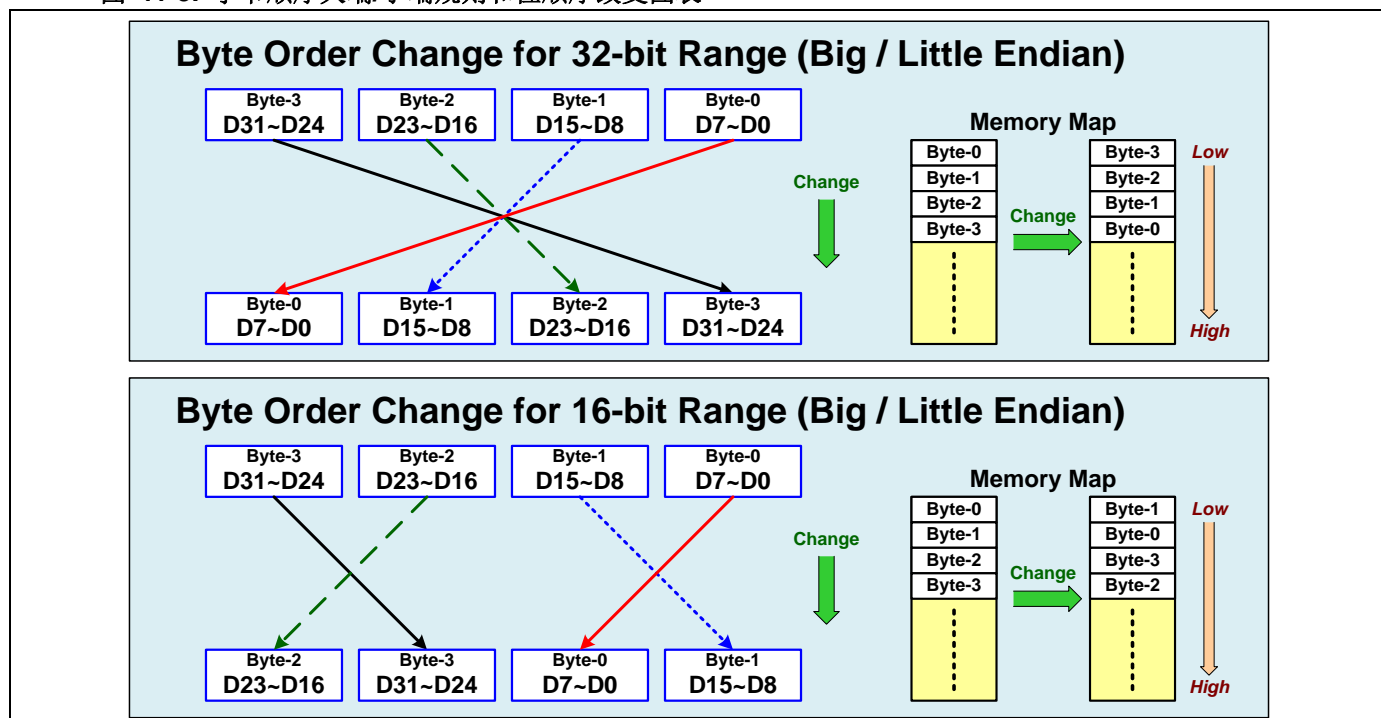 Byte Order Change for 32-bit Range (Big / Little Endian)
Byte-3 Byte-2 Byte-1 Byte-0
D31~D24 D23~D16 D15~D8 D7~D0
Memory Map
Byte-0 Byte-3 Low
Byte-1 Byte-2
Change
Byte-2 Byte-1
Change
Byte-3 Byte-0
Byte-0 Byte-1 Byte-2 Byte-3
D7~D0 D15~D8 D23~D16 D31~D24
High
Byte Order Change for 16-bit Range (Big / Little Endian)
Byte-3 Byte-2 Byte-1 Byte-0
D31~D24 D23~D16 D15~D8 D7~D0
Memory Map
Byte-0 Byte-1 Low
Byte-1 Byte-0
Change
Byte-2 Byte-3
Change
Byte-3 Byte-2
Byte-2 Byte-3 Byte-0 Byte-1
D23~D16 D31~D24 D7~D0 D15~D8
High